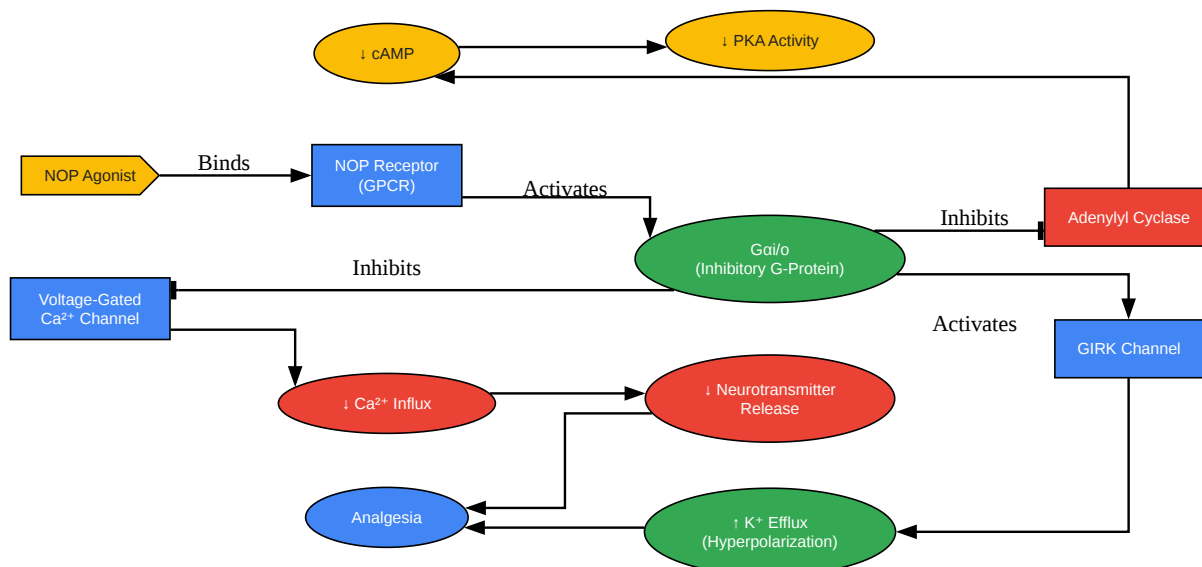 ↓ cAMP
↓ PKA Activity
NOP Agonist
Binds
NOP Receptor
(GPCR)
Activates
Gαi/o
(Inhibitory G-Protein)
Inhibits
Adenylyl Cyclase
Inhibits
Voltage-Gated
Ca²⁺ Channel
Activates
GIRK Channel
↓ Ca²⁺ Influx
↓ Neurotransmitter
Release
Analgesia
↑ K⁺ Efflux
(Hyperpolarization)